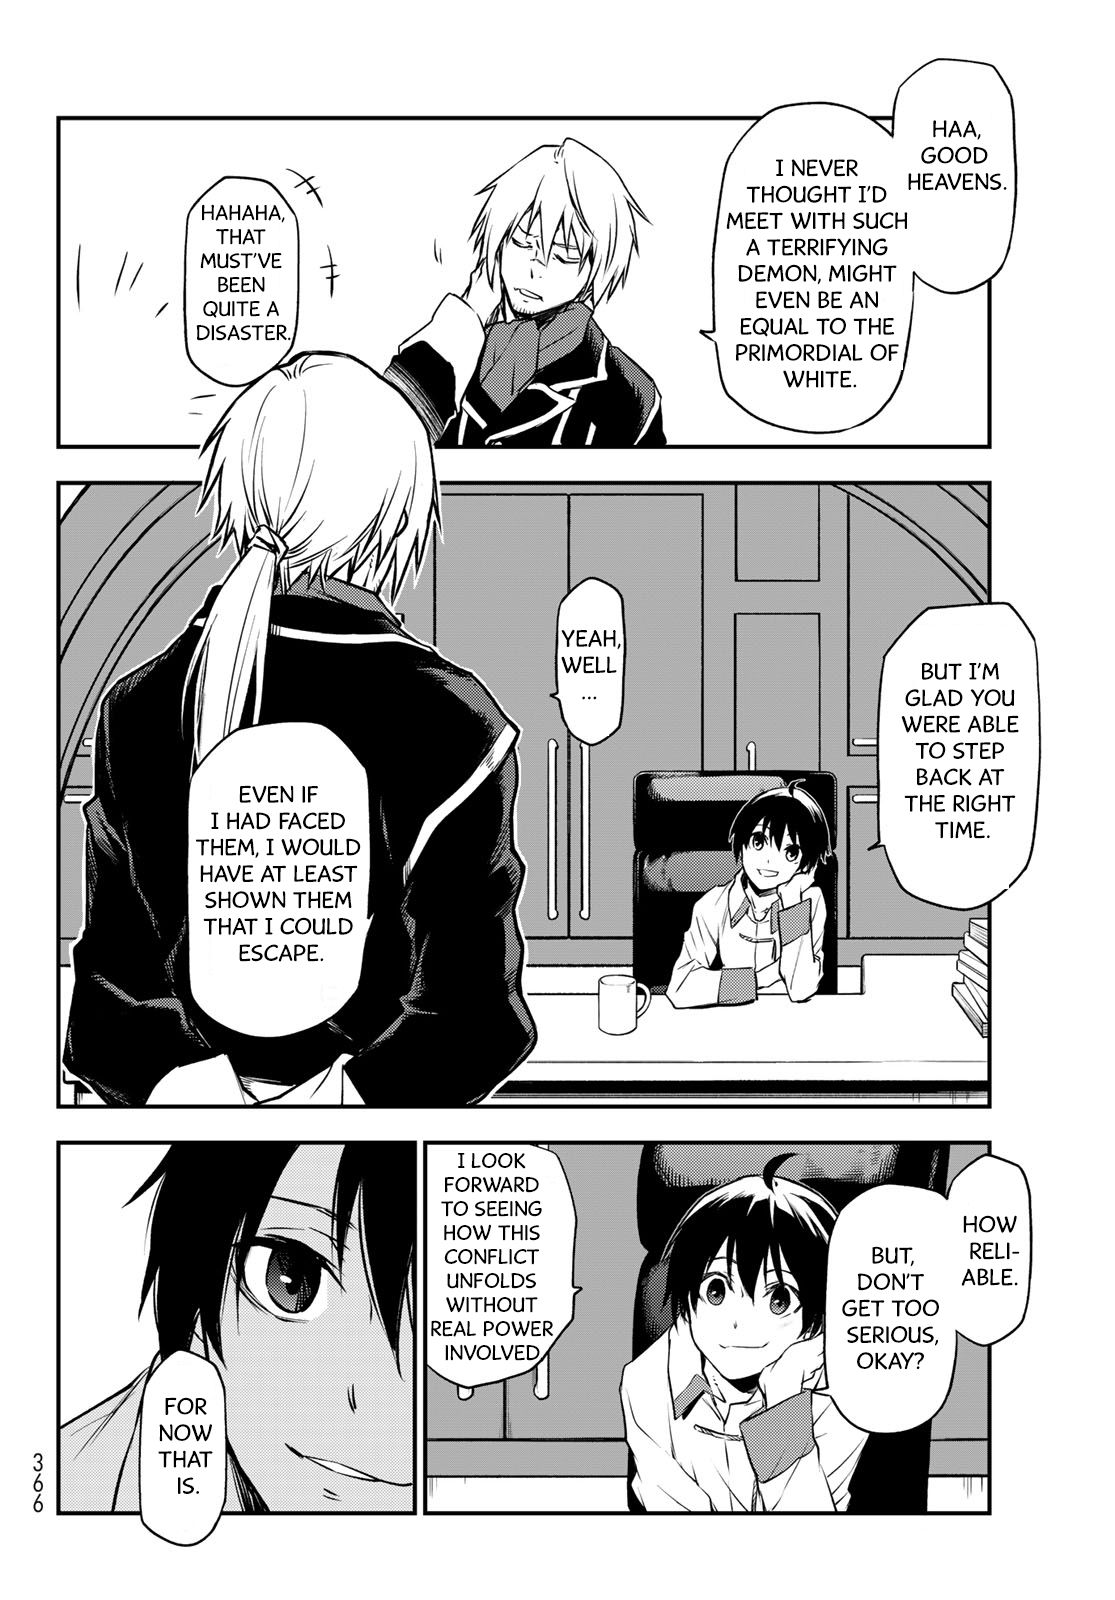 HAA,
GOOD
HEAVENS.
I NEVER
THOUGHT I'D
MEET WITH SUCH
A TERRIFYING
DEMON, MIGHT
EVEN BE AN
EQUAL TO THE
PRIMORDIAL OF
WHITE.
HAHAHA,
THAT
MUST'VE
BEEN
QUITE A
DISASTER.
BUT I'M
GLAD YOU
WERE ABLE
TO STEP
BACK AT
THE RIGHT
TIME.
YEAH,
WELL
...
EVEN IF
I HAD FACED
THEM, I WOULD
HAVE AT LEAST
SHOWN THEM
THAT I COULD
ESCAPE.
HOW
RELI-
ABLE.
BUT,
DON'T
GET TOO
SERIOUS,
OKAY?
I LOOK
FORWARD
TO SEEING
HOW THIS
CONFLICT
UNFOLDS
WITHOUT
REAL POWER
INVOLVED.
FOR
NOW
THAT
IS.
366